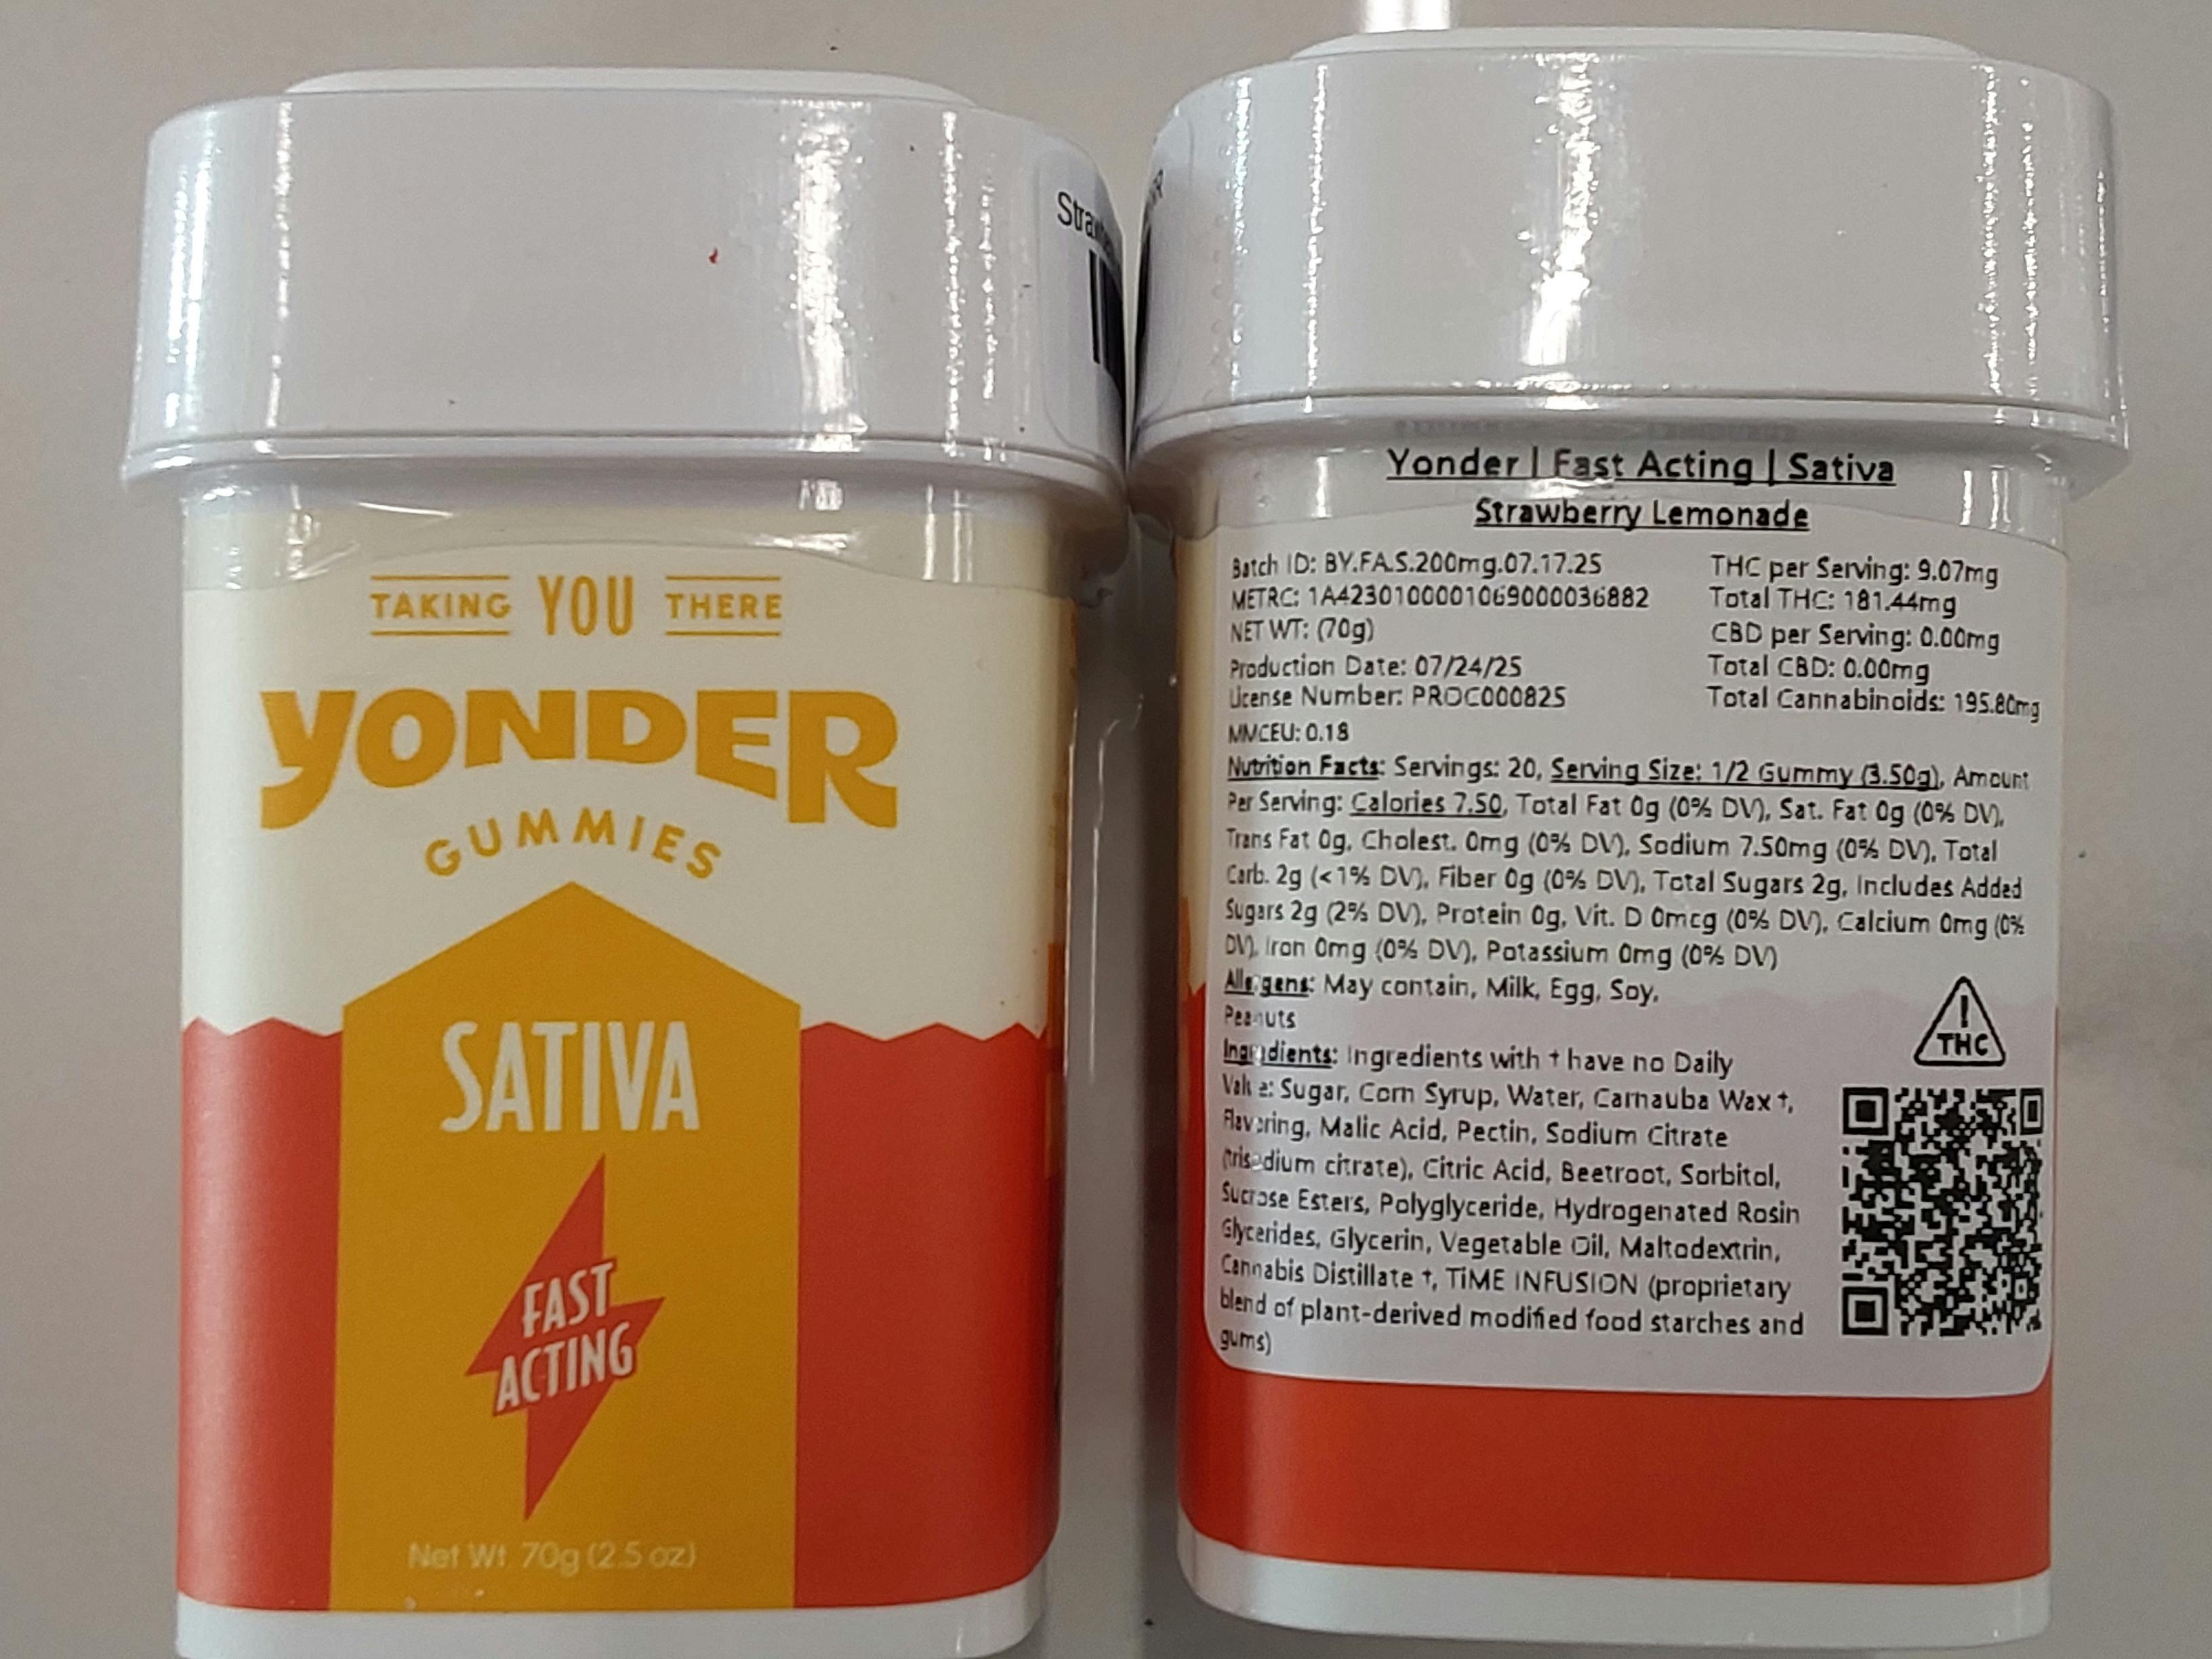 TAKING YOU THERE
YONDER
GUMMIES
SATIVA
FAST
ACTING
Net Wt 70g (2.5 oz)
Yonder | Fast Acting | Sativa
Strawberry Lemonade
Batch ID: BY.FA.S.200mg.07.17.25
METRC: 1A4230100001069000036882
NET WT: (70g)
Production Date: 07/24/25
License Number: PROC000825
MMCEU: 0.18
THC per Serving: 9.07mg
Total THC: 181.44mg
CBD per Serving: 0.00mg
Total CBD: 0.00mg
Total Cannabinoids: 195.80mg
Nutrition Facts: Servings: 20, Serving Size: 1/2 Gummy (3.50g), Amount
Per Serving: Calories 7.50, Total Fat 0g (0% DV), Sat. Fat 0g (0% DV),
Trans Fat 0g, Cholest. 0mg (0% DV), Sodium 7.50mg (0% DV), Total
Carb. 2g (<1% DV), Fiber 0g (0% DV), Total Sugars 2g, Includes Added
Sugars 2g (2% DV), Protein 0g, Vit. D 0mcg (0% DV), Calcium 0mg (0%
DV), Iron 0mg (0% DV), Potassium 0mg (0% DV)
Allergens: May contain, Milk, Egg, Soy,
Peanuts
Ingredients: Ingredients with † have no Daily
Value: Sugar, Corn Syrup, Water, Carnauba Wax †,
Flavoring, Malic Acid, Pectin, Sodium Citrate
(trisodium citrate), Citric Acid, Beetroot, Sorbitol,
Sucrose Esters, Polyglyceride, Hydrogenated Rosin
Glycerides, Glycerin, Vegetable Oil, Maltodextrin,
Cannabis Distillate †, TiME INFUSION (proprietary
blend of plant-derived modified food starches and
gums)
!
THC